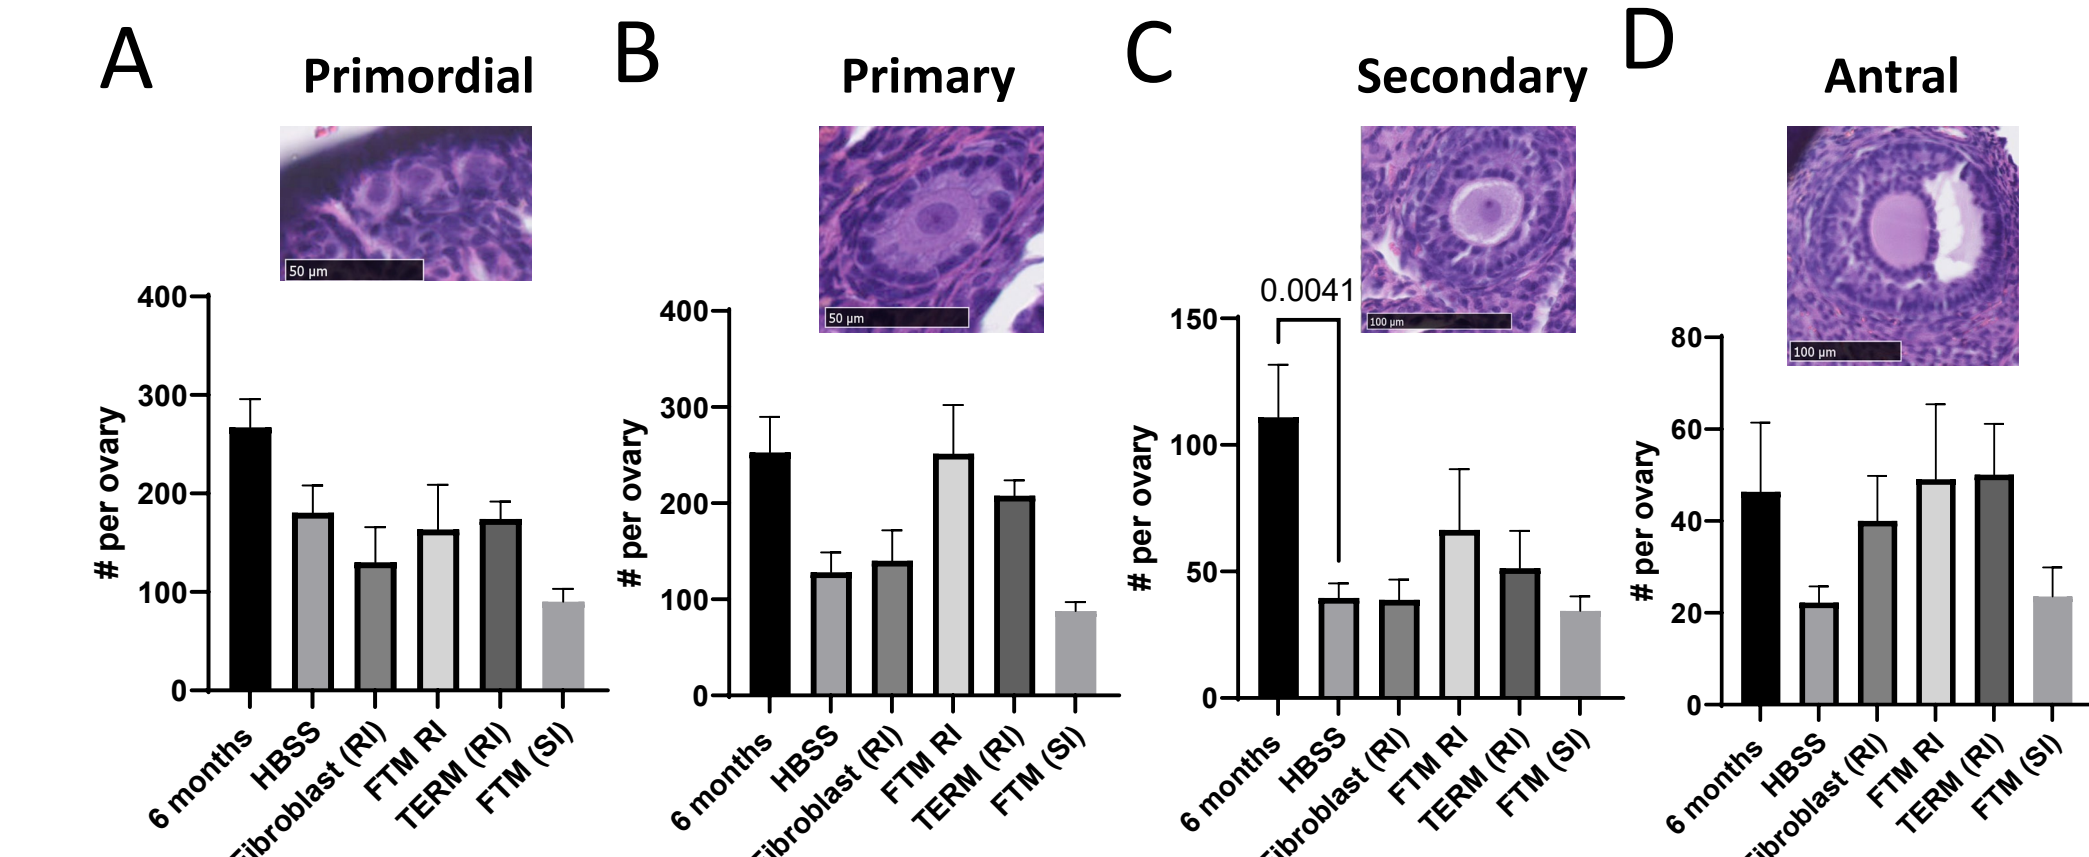 A
Primordial
50 µm
400
300
200
100
0
# per ovary
6 months
HBSS
Fibroblast (RI)
FTM RI
TERM (RI)
FTM (SI)
B
Primary
50 µm
400
300
200
100
0
# per ovary
6 months
HBSS
Fibroblast (RI)
FTM RI
TERM (RI)
FTM (SI)
C
Secondary
0.0041
100 µm
150
100
50
0
# per ovary
6 months
HBSS
Fibroblast (RI)
FTM RI
TERM (RI)
FTM (SI)
D
Antral
100 µm
80
60
40
20
0
# per ovary
6 months
HBSS
Fibroblast (RI)
FTM RI
TERM (RI)
FTM (SI)